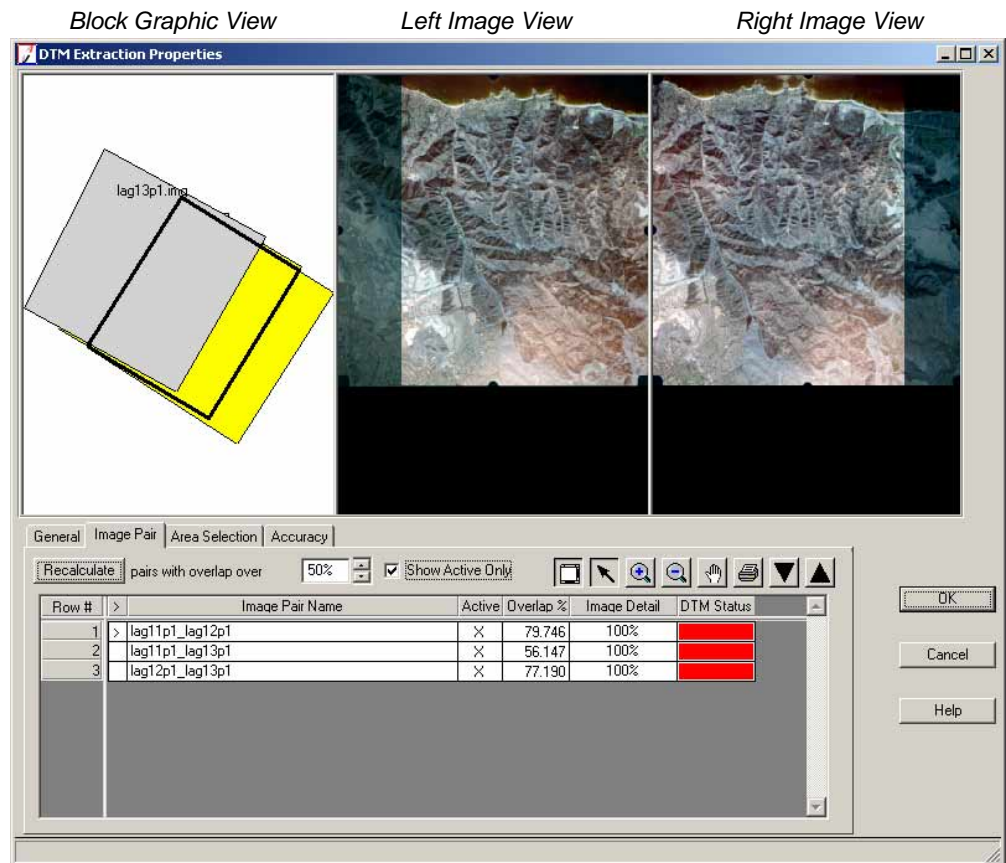 Block Graphic View Left Image View Right Image View
DTM Extraction Properties
lag13p1.img
General Image Pair Area Selection Accuracy
Recalculate pairs with overlap over 50% Show Active Only
Row # > Image Pair Name Active Overlap % Image Detail DTM Status
1 > lag11p1_lag12p1 X 79.746 100%
2 lag11p1_lag13p1 X 56.147 100%
3 lag12p1_lag13p1 X 77.190 100%
OK
Cancel
Help